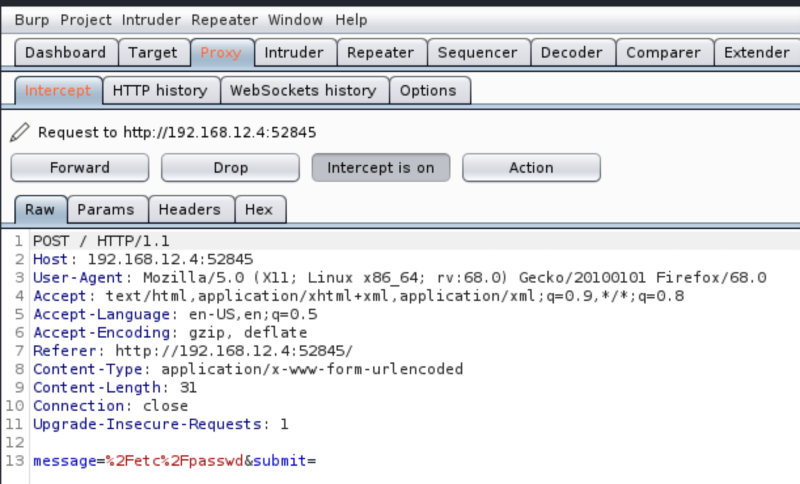 Burp Project Intruder Repeater Window Help
Dashboard Target Proxy Intruder Repeater Sequencer Decoder Comparer Extender
Intercept HTTP history WebSockets history Options
Request to http://192.168.12.4:52845
Forward Drop Intercept is on Action
Raw Params Headers Hex
1 POST / HTTP/1.1
2 Host: 192.168.12.4:52845
3 User-Agent: Mozilla/5.0 (X11; Linux x86_64; rv:68.0) Gecko/20100101 Firefox/68.0
4 Accept: text/html,application/xhtml+xml,application/xml;q=0.9,*/*;q=0.8
5 Accept-Language: en-US,en;q=0.5
6 Accept-Encoding: gzip, deflate
7 Referer: http://192.168.12.4:52845/
8 Content-Type: application/x-www-form-urlencoded
9 Content-Length: 31
10 Connection: close
11 Upgrade-Insecure-Requests: 1
12
13 message=%2Fetc%2Fpasswd&submit=